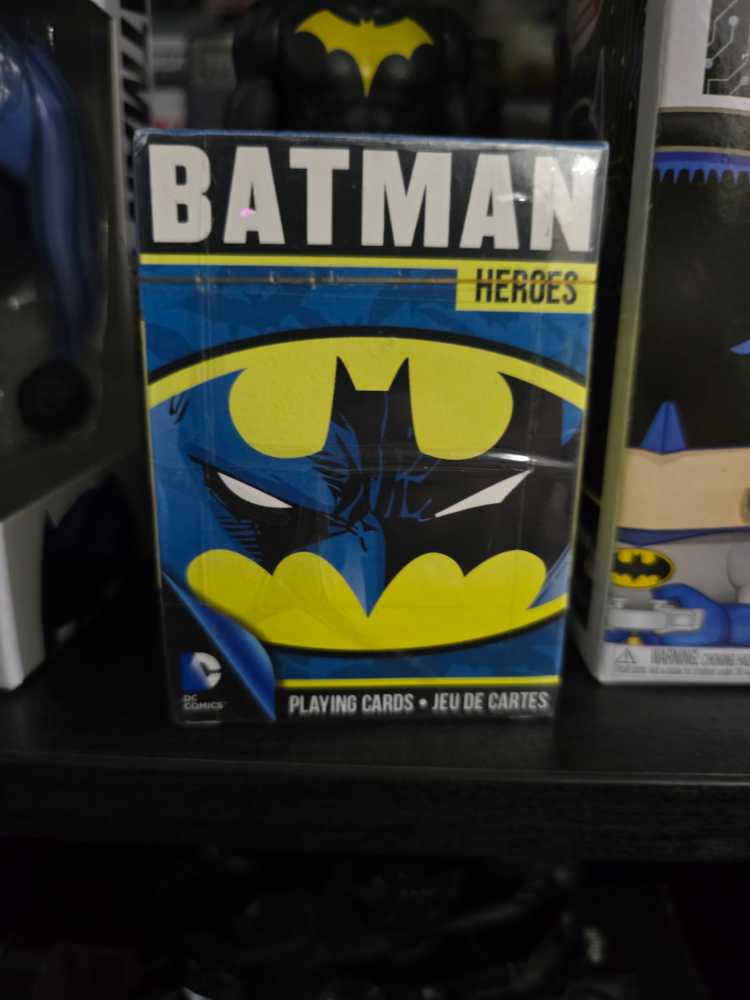 BATMAN
HEROES
DC
COMICS
PLAYING CARDS • JEU DE CARTES
WARNING: